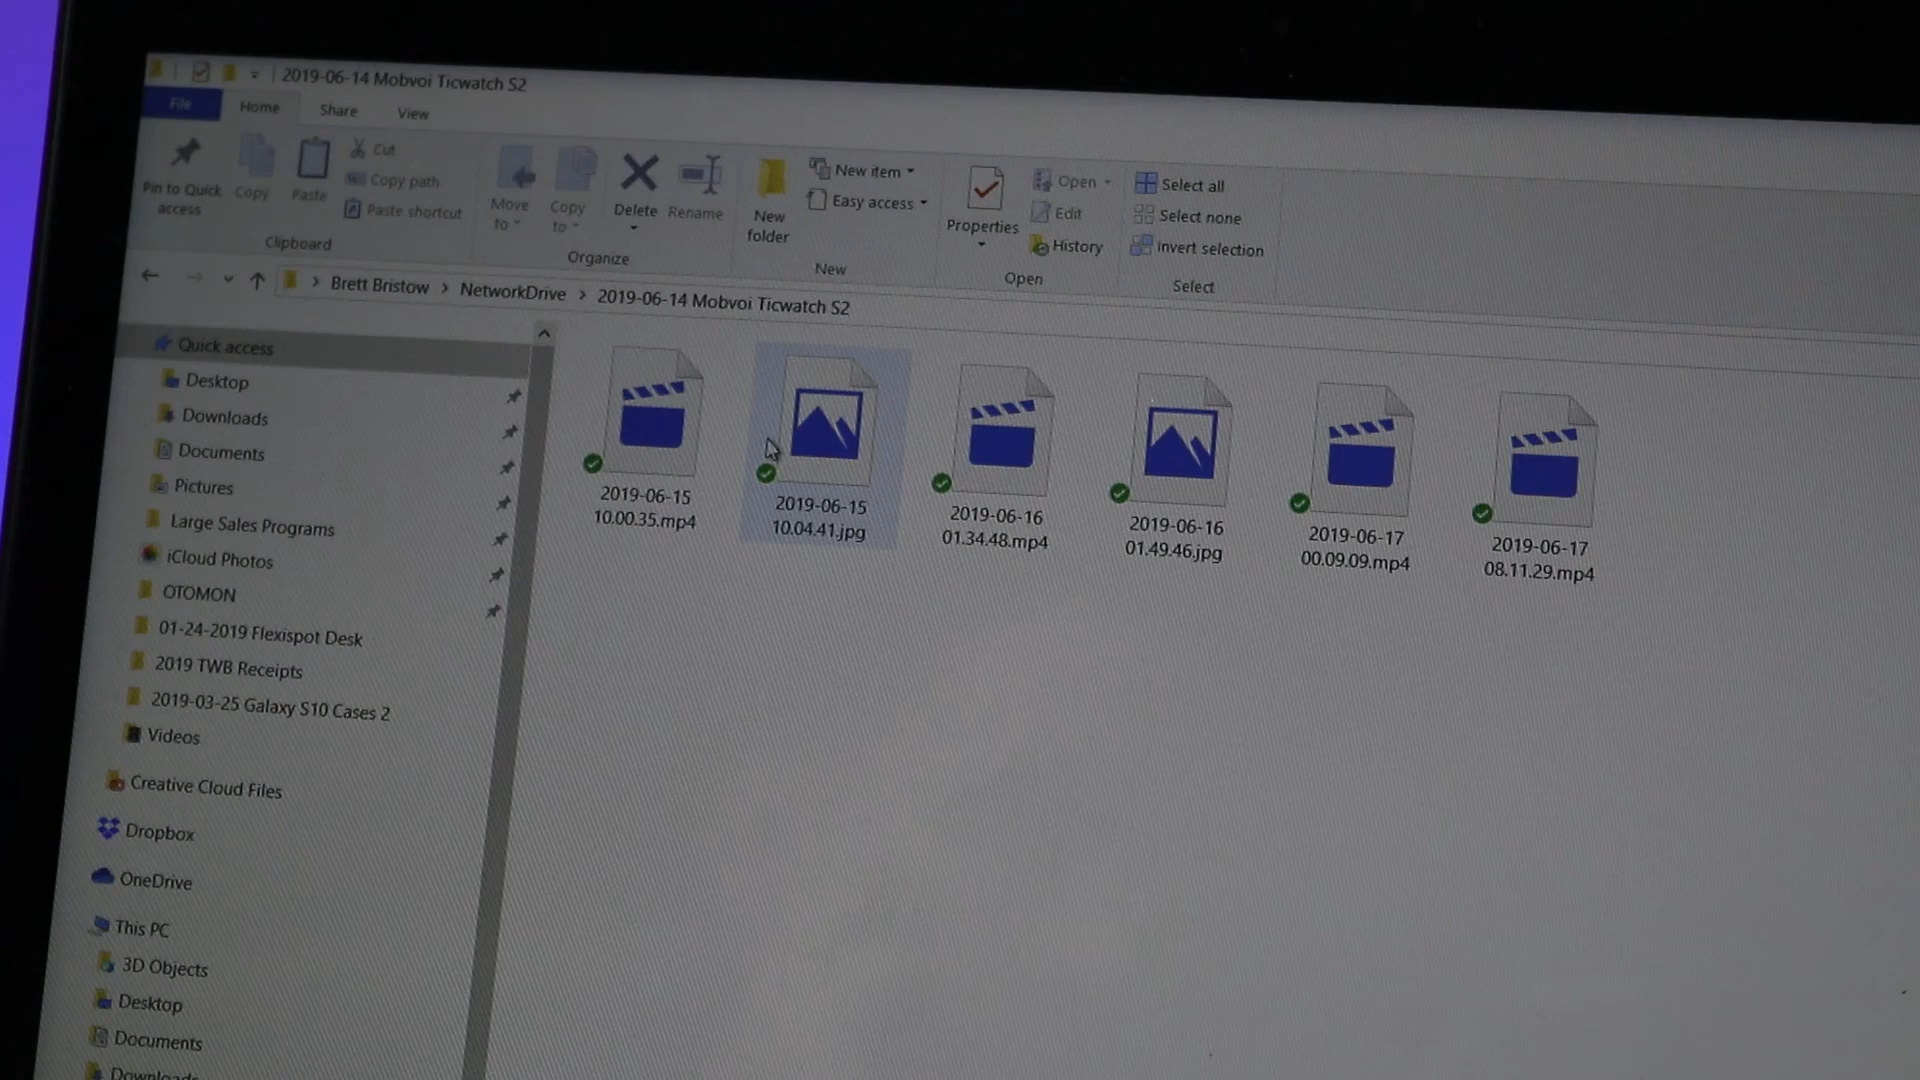 2019-06-14 Mobvoi Ticwatch S2
File Home Share View
Pin to Quick access
Copy
Paste
Cut
Copy path
Paste shortcut
Clipboard
Move to
Copy to
Delete
Rename
Organize
New folder
New item
Easy access
New
Properties
Open
Edit
History
Open
Select all
Select none
Invert selection
Select
Brett Bristow > NetworkDrive > 2019-06-14 Mobvoi Ticwatch S2
Quick access
Desktop
Downloads
Documents
Pictures
Large Sales Programs
iCloud Photos
OTOMON
01-24-2019 Flexispot Desk
2019 TWB Receipts
2019-03-25 Galaxy S10 Cases 2
Videos
Creative Cloud Files
Dropbox
OneDrive
This PC
3D Objects
Desktop
Documents
Downloads
2019-06-15
10.00.35.mp4
2019-06-15
10.04.41.jpg
2019-06-16
01.34.48.mp4
2019-06-16
01.49.46.jpg
2019-06-17
00.09.09.mp4
2019-06-17
08.11.29.mp4